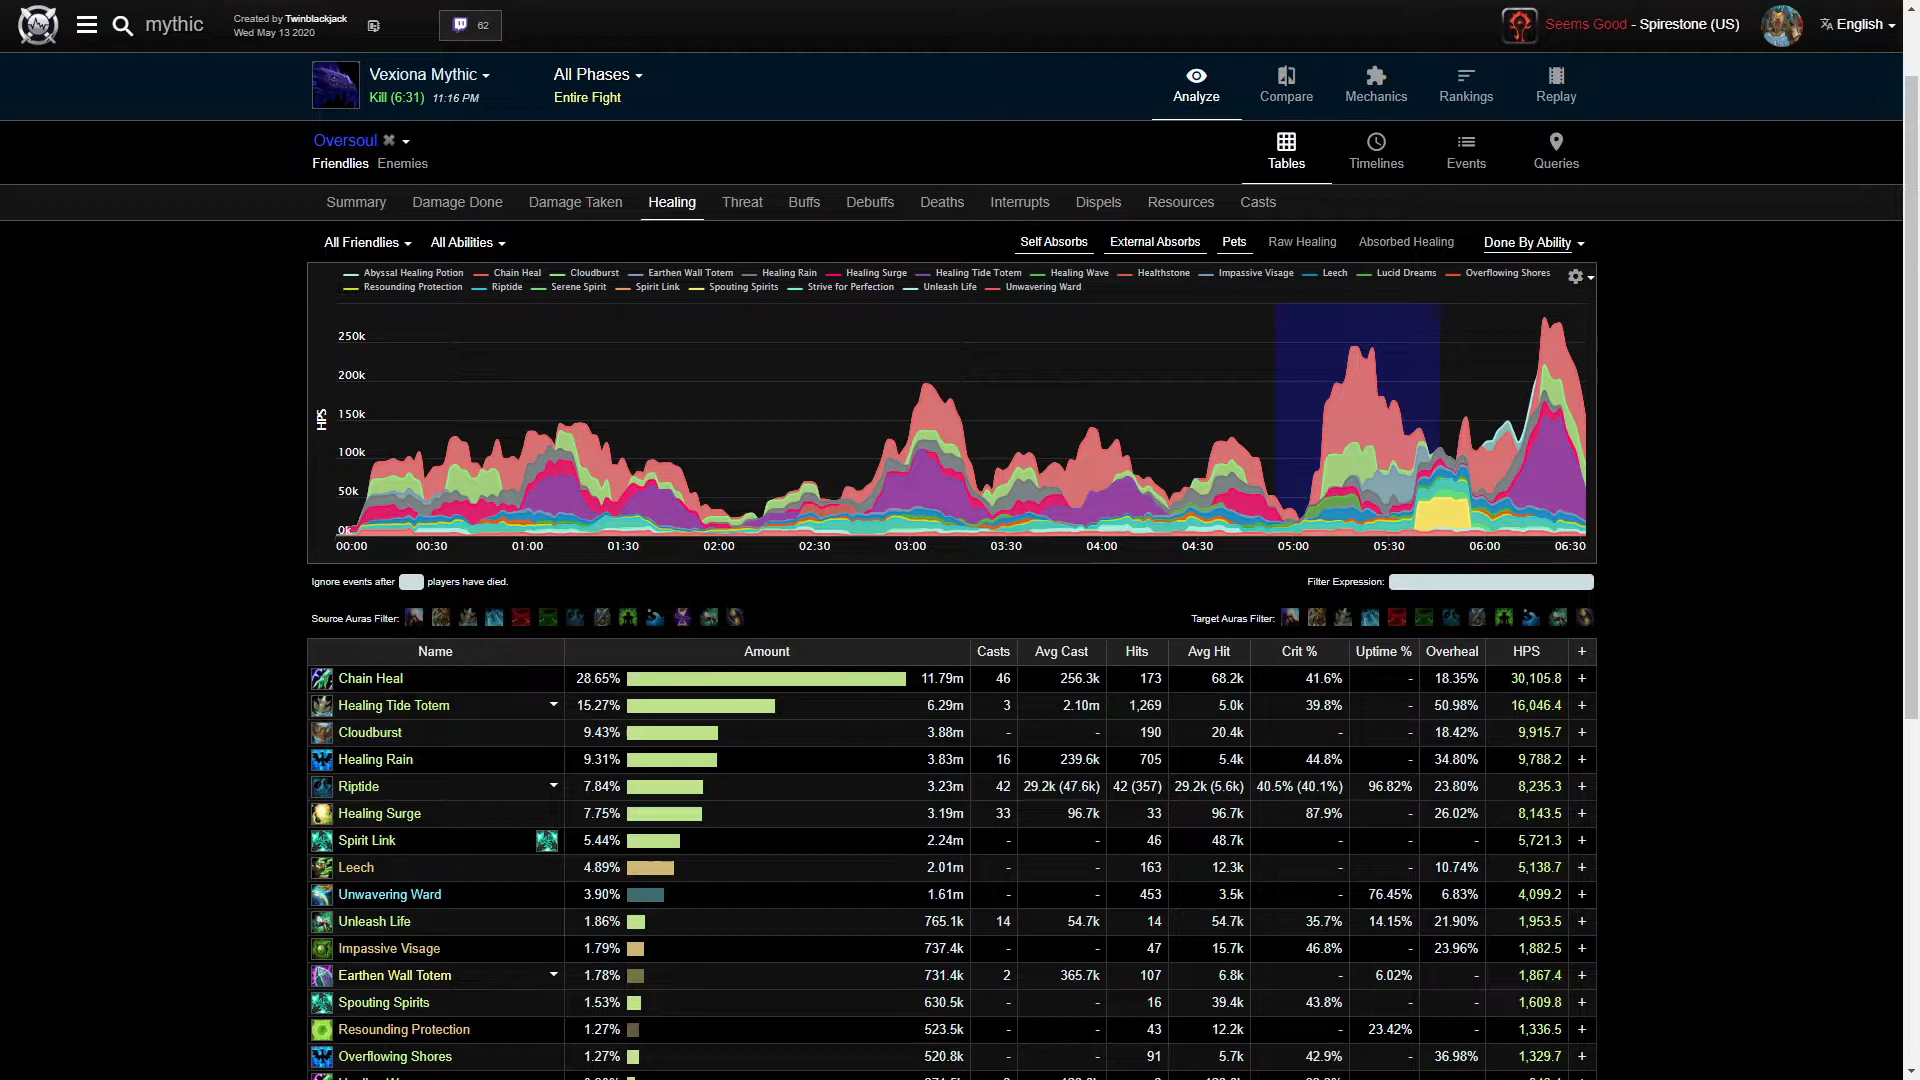 mythic
Created by Twinblackjack
Wed May 13 2020
62
Seems Good - Spirestone (US)
English
Vexiona Mythic
Kill (6:31) 11:16 PM
All Phases
Entire Fight
Analyze Compare Mechanics Rankings Replay
Oversoul
Friendlies Enemies
Tables Timelines Events Queries
Summary Damage Done Damage Taken Healing Threat Buffs Debuffs Deaths Interrupts Dispels Resources Casts
All Friendlies All Abilities Self Absorbs External Absorbs Pets Raw Healing Absorbed Healing Done By Ability
Abyssal Healing Potion Chain Heal Cloudburst Earthen Wall Totem Healing Rain Healing Surge Healing Tide Totem Healing Wave Healthstone Impassive Visage Leech Lucid Dreams Overflowing Shores
Resounding Protection Riptide Serene Spirit Spirit Link Spouting Spirits Strive for Perfection Unleash Life Unwavering Ward
250k
200k
150k
100k
50k
0k
HPS
00:00 00:30 01:00 01:30 02:00 02:30 03:00 03:30 04:00 04:30 05:00 05:30 06:00 06:30
Ignore events after players have died. Filter Expression:
Source Auras Filter: Target Auras Filter:
Name Amount Casts Avg Cast Hits Avg Hit Crit % Uptime % Overheal HPS +
Chain Heal 28.65% 11.79m 46 256.3k 173 68.2k 41.6% - 18.35% 30,105.8 +
Healing Tide Totem 15.27% 6.29m 3 2.10m 1,269 5.0k 39.8% - 50.98% 16,046.4 +
Cloudburst 9.43% 3.88m - - 190 20.4k - - 18.42% 9,915.7 +
Healing Rain 9.31% 3.83m 16 239.6k 705 5.4k 44.8% - 34.80% 9,788.2 +
Riptide 7.84% 3.23m 42 29.2k (47.6k) 42 (357) 29.2k (5.6k) 40.5% (40.1%) 96.82% 23.80% 8,235.3 +
Healing Surge 7.75% 3.19m 33 96.7k 33 96.7k 87.9% - 26.02% 8,143.5 +
Spirit Link 5.44% 2.24m - - 46 48.7k - - - 5,721.3 +
Leech 4.89% 2.01m - - 163 12.3k - - 10.74% 5,138.7 +
Unwavering Ward 3.90% 1.61m - - 453 3.5k - 76.45% 6.83% 4,099.2 +
Unleash Life 1.86% 765.1k 14 54.7k 14 54.7k 35.7% 14.15% 21.90% 1,953.5 +
Impassive Visage 1.79% 737.4k - - 47 15.7k 46.8% - 23.96% 1,882.5 +
Earthen Wall Totem 1.78% 731.4k 2 365.7k 107 6.8k - 6.02% - 1,867.4 +
Spouting Spirits 1.53% 630.5k - - 16 39.4k 43.8% - - 1,609.8 +
Resounding Protection 1.27% 523.5k - - 43 12.2k - 23.42% - 1,336.5 +
Overflowing Shores 1.27% 520.8k - - 91 5.7k 42.9% - 36.98% 1,329.7 +